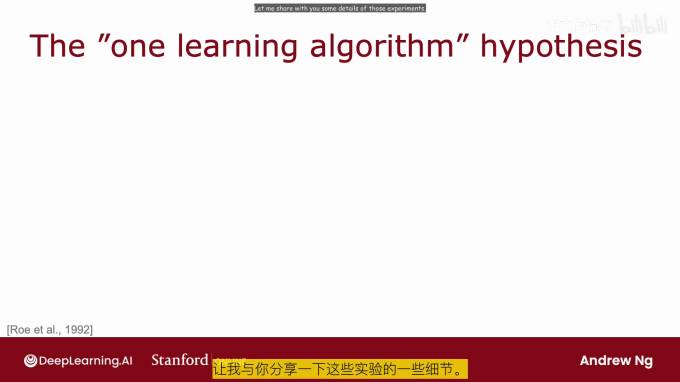 Let me share with you some details of those experiments.
bilibili
The ”one learning algorithm” hypothesis
[Roe et al., 1992]
DeepLearning.AI
Stanford
Andrew Ng
让我与你分享一下这些实验的一些细节。